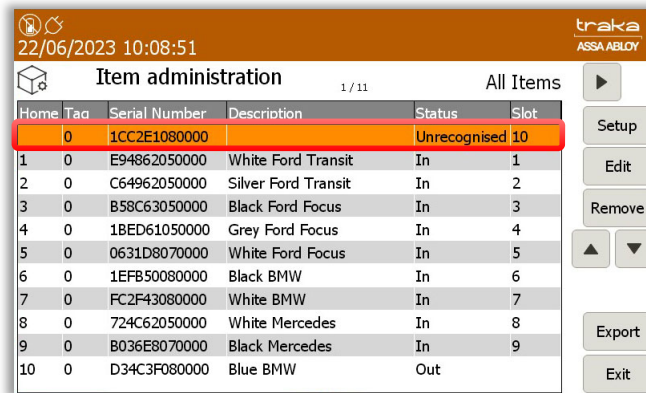 traka
22/06/2023 10:08:51 ASSA ABLOY
Item administration 1 / 11 All Items
Home Tag Serial Number Description Status Slot
0 1CC2E1080000 Unrecognised 10
1 0 E94862050000 White Ford Transit In 1
2 0 C64962050000 Silver Ford Transit In 2
3 0 B58C63050000 Black Ford Focus In 3
4 0 1BED61050000 Grey Ford Focus In 4
5 0 0631D8070000 White Ford Focus In 5
6 0 1EFB50080000 Black BMW In 6
7 0 FC2F43080000 White BMW In 7
8 0 724C62050000 White Mercedes In 8
9 0 B036E8070000 Black Mercedes In 9
10 0 D34C3F080000 Blue BMW Out
Setup
Edit
Remove
Export
Exit